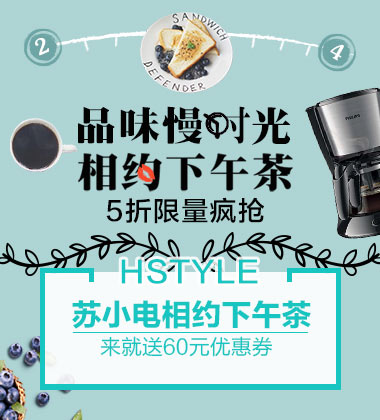 SANDWICH
DEFENDER
2
4
品味慢时光
相约下午茶
PHILIPS
5折限量疯抢
HSTYLE
苏小电相约下午茶
来就送60元优惠券